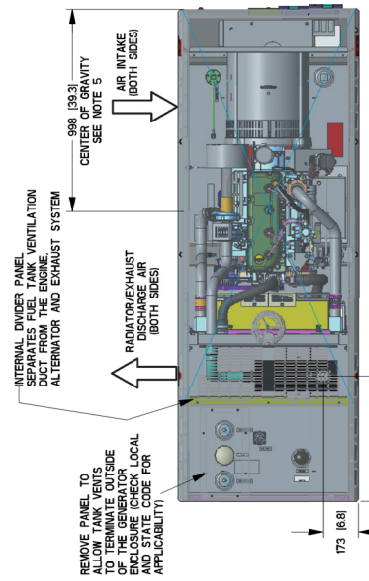 998 [39.3]
CENTER OF GRAVITY
SEE NOTE 5
AIR INTAKE
(BOTH SIDES)
INTERNAL DIVIDER PANEL
SEPARATES FUEL TANK VENTILATION
DUCT FROM THE ENGINE,
ALTERNATOR AND EXHAUST SYSTEM
RADIATOR/EXHAUST
DISCHARGE AIR
(BOTH SIDES)
REMOVE PANEL TO
ALLOW TANK VENTS
TO TERMINATE OUTSIDE
OF THE GENERATOR
ENCLOSURE (CHECK LOCAL
AND STATE CODE FOR
APPLICABILITY)
173 [6.8]